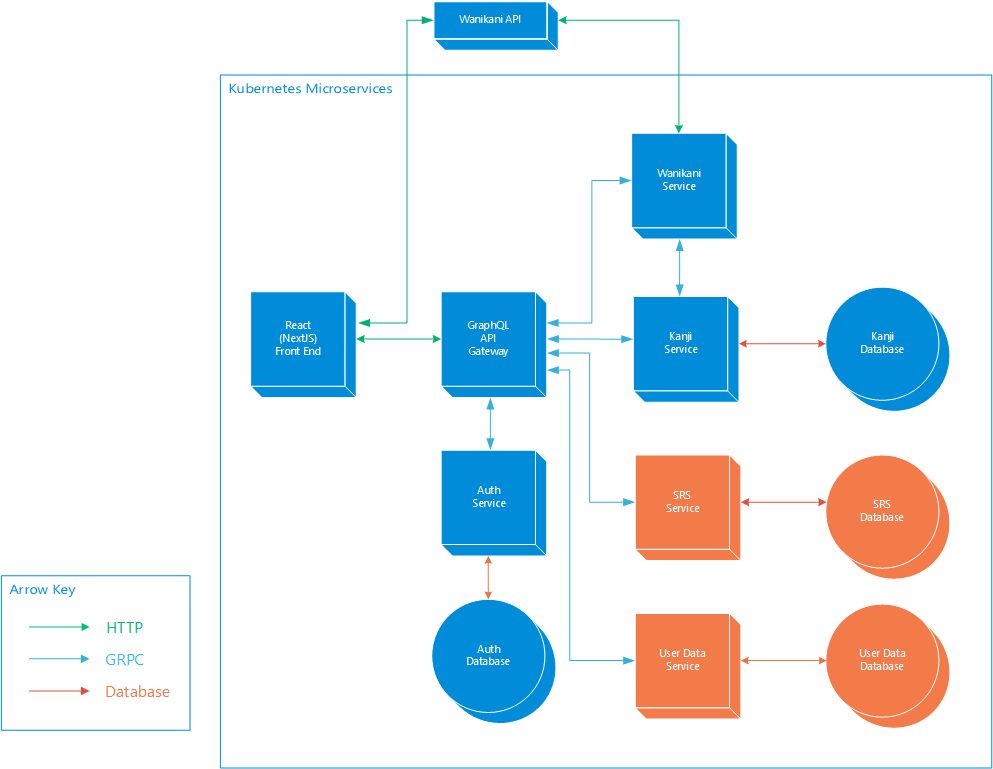 Wanikani API
Kubernetes Microservices
Wanikani
Service
React
(NextJS)
Front End
GraphQL
API
Gateway
Kanji
Service
Kanji
Database
Auth
Service
SRS
Service
SRS
Database
Auth
Database
User Data
Service
User Data
Database
Arrow Key
HTTP
GRPC
Database